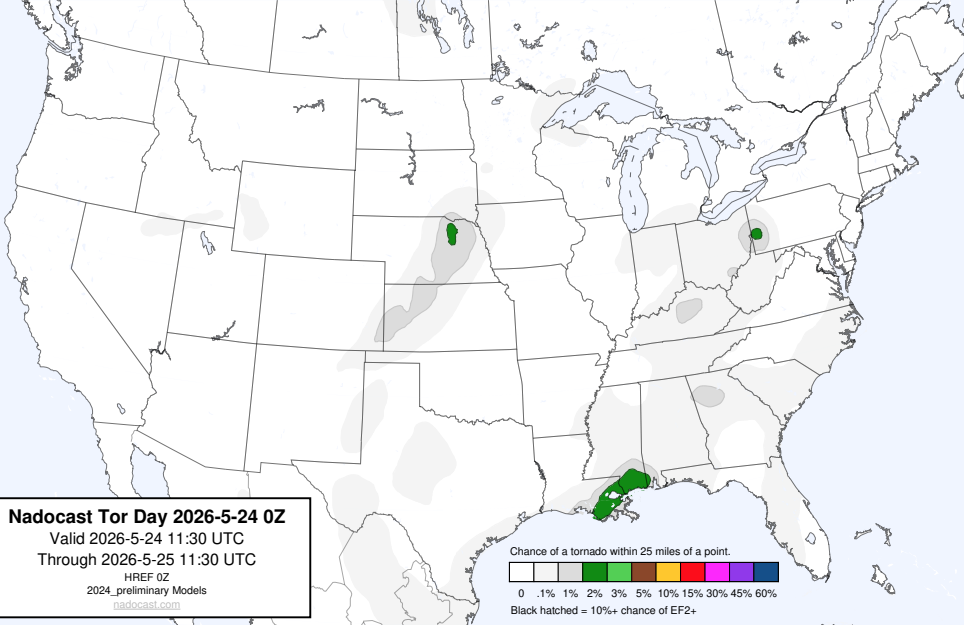 Nadocast Tor Day 2026-5-24 0Z
Valid 2026-5-24 11:30 UTC
Through 2026-5-25 11:30 UTC
HREF 0Z
2024_preliminary Models
nadocast.com
Chance of a tornado within 25 miles of a point.
0 .1% 1% 2% 3% 5% 10% 15% 30% 45% 60%
Black hatched = 10%+ chance of EF2+